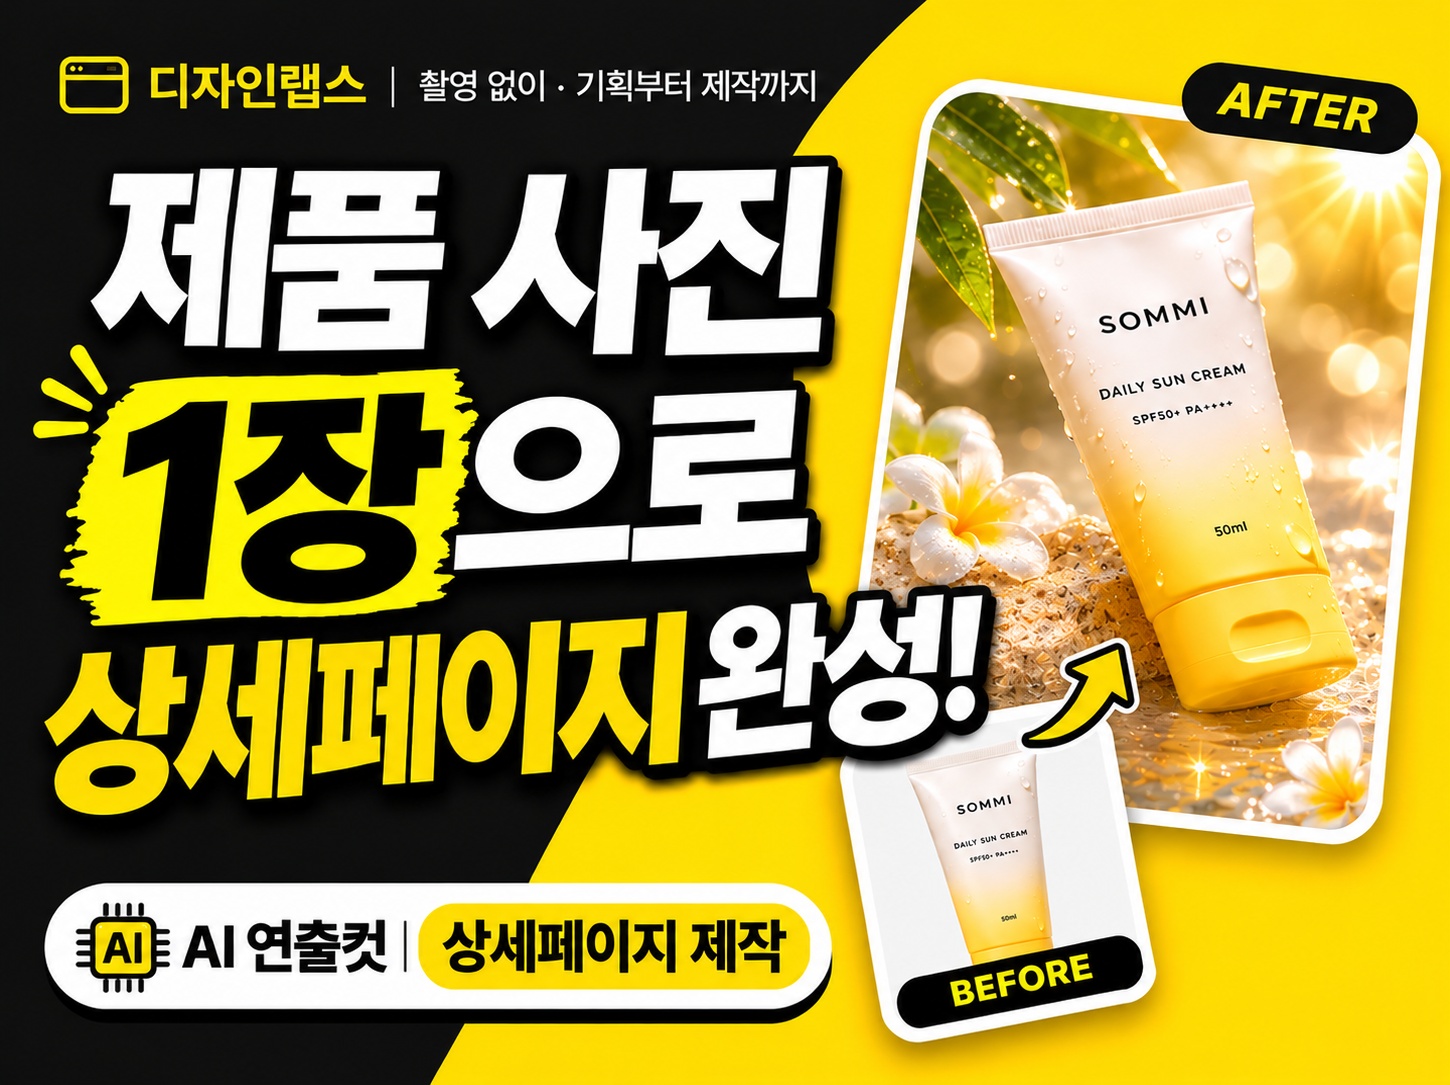 디자인랩스 | 촬영 없이 · 기획부터 제작까지
제품 사진
1장으로
상세페이지 완성!
AI AI 연출컷 | 상세페이지 제작
AFTER
SOMMI
DAILY SUN CREAM
SPF50+ PA++++
50ml
SOMMI
DAILY SUN CREAM
SPF50+ PA++++
50ml
BEFORE